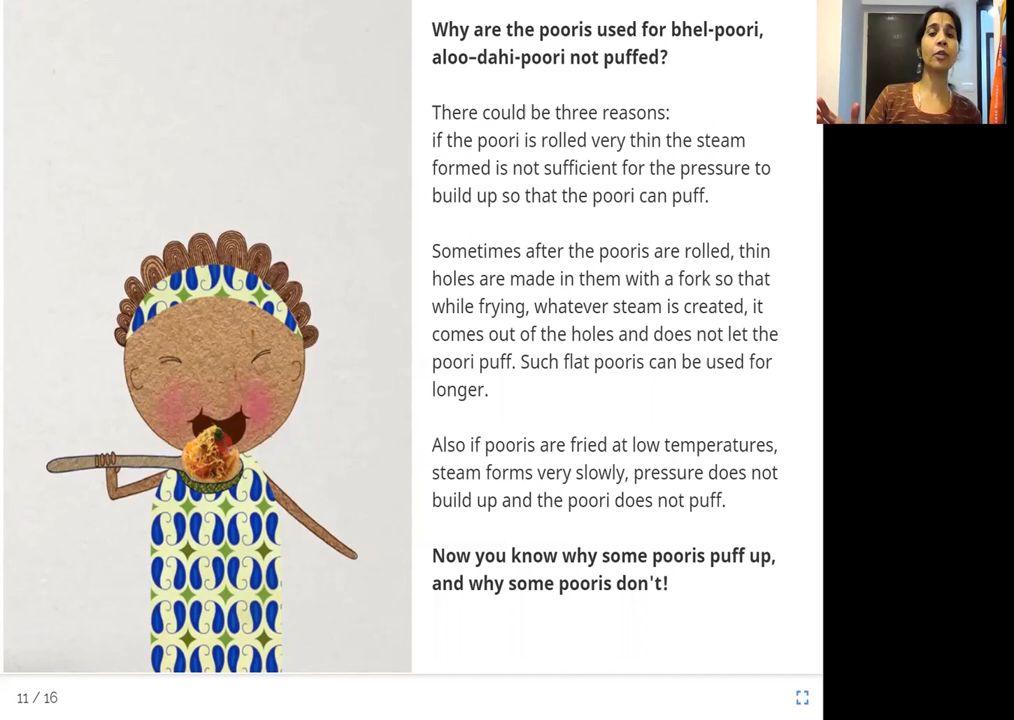 Why are the pooris used for bhel-poori,
aloo–dahi-poori not puffed?
There could be three reasons:
if the poori is rolled very thin the steam
formed is not sufficient for the pressure to
build up so that the poori can puff.
Sometimes after the pooris are rolled, thin
holes are made in them with a fork so that
while frying, whatever steam is created, it
comes out of the holes and does not let the
poori puff. Such flat pooris can be used for
longer.
Also if pooris are fried at low temperatures,
steam forms very slowly, pressure does not
build up and the poori does not puff.
Now you know why some pooris puff up,
and why some pooris don't!
11 / 16